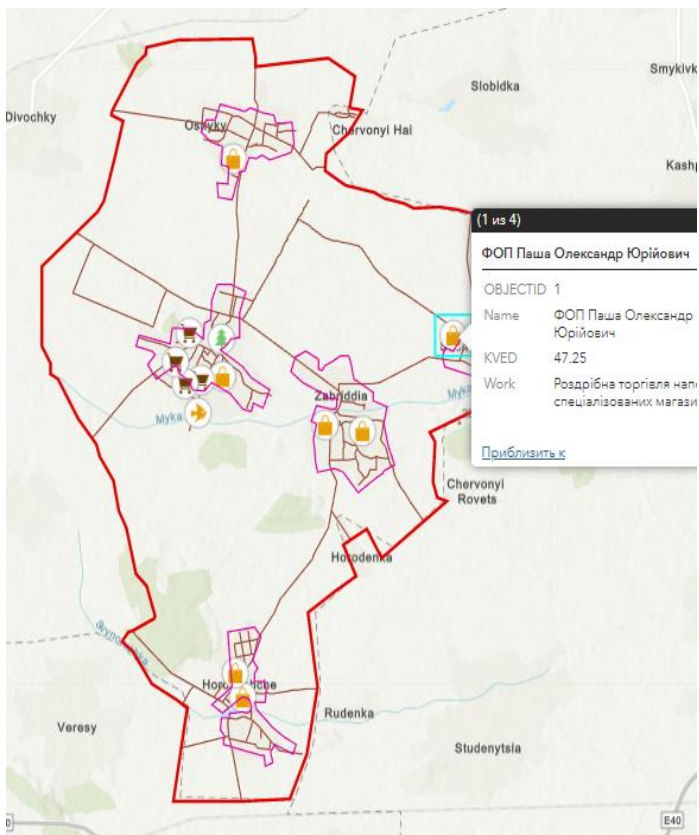 Smykivk
Slobidka
Divochky
Chervonyi Hai
Kashp
(1 из 4)
ФОП Паша Олександр Юрійович
OBJECTID 1
Name ФОП Паша Олександр
Юрійович
KVED 47.25
Work Роздрібна торгівля напо
спеціалізованих магази
Приблизить к
Zabriddia
Myka
Myka
Chervonyi
Rovets
Horodenka
Rudenka
Veresy
Studenytsia
E40